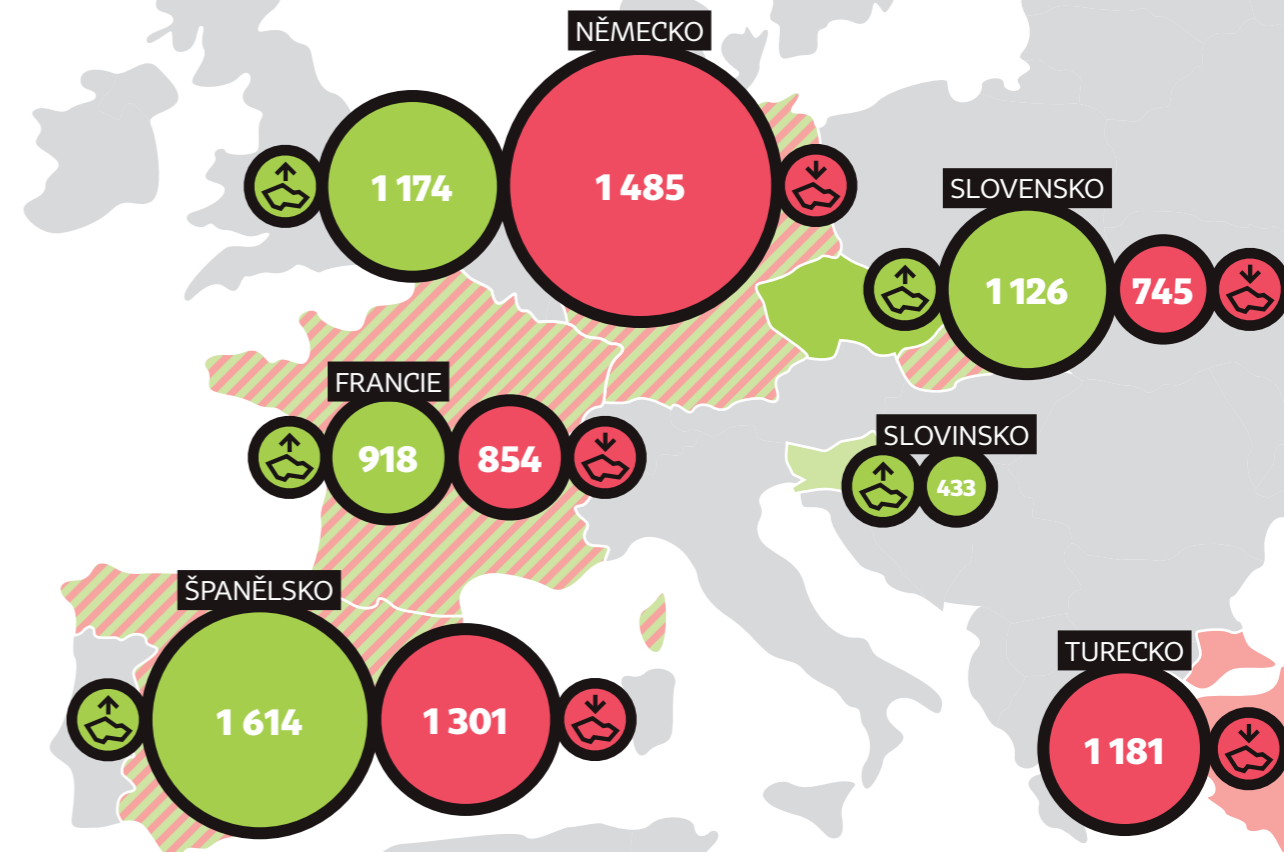 NĚMECKO
1 174
1 485
SLOVENSKO
1 126
745
FRANCIE
918
854
SLOVINSKO
433
ŠPANĚLSKO
1 614
1 301
TURECKO
1 181